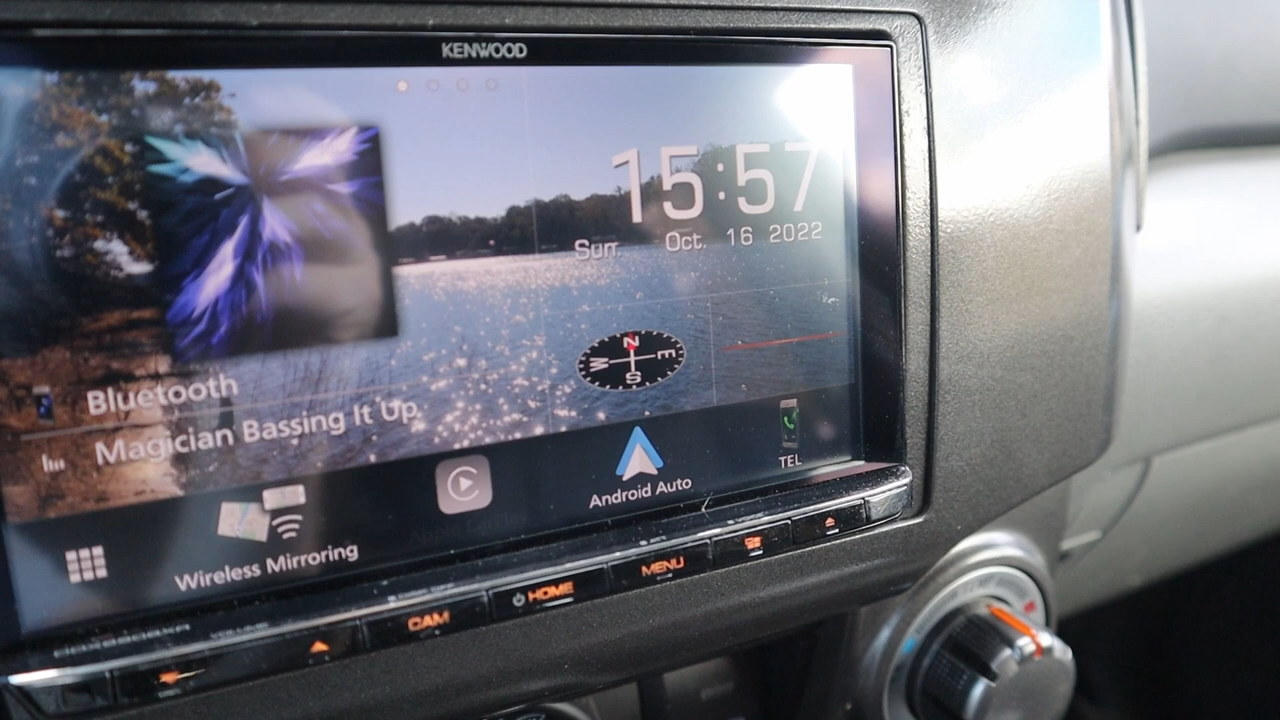 KENWOOD
15:57
Sun. Oct. 16 2022
N
W E
S
Bluetooth
Magician Bassing It Up
TEL
Android Auto
Wireless Mirroring
MENU
HOME
CAM
VOLUME